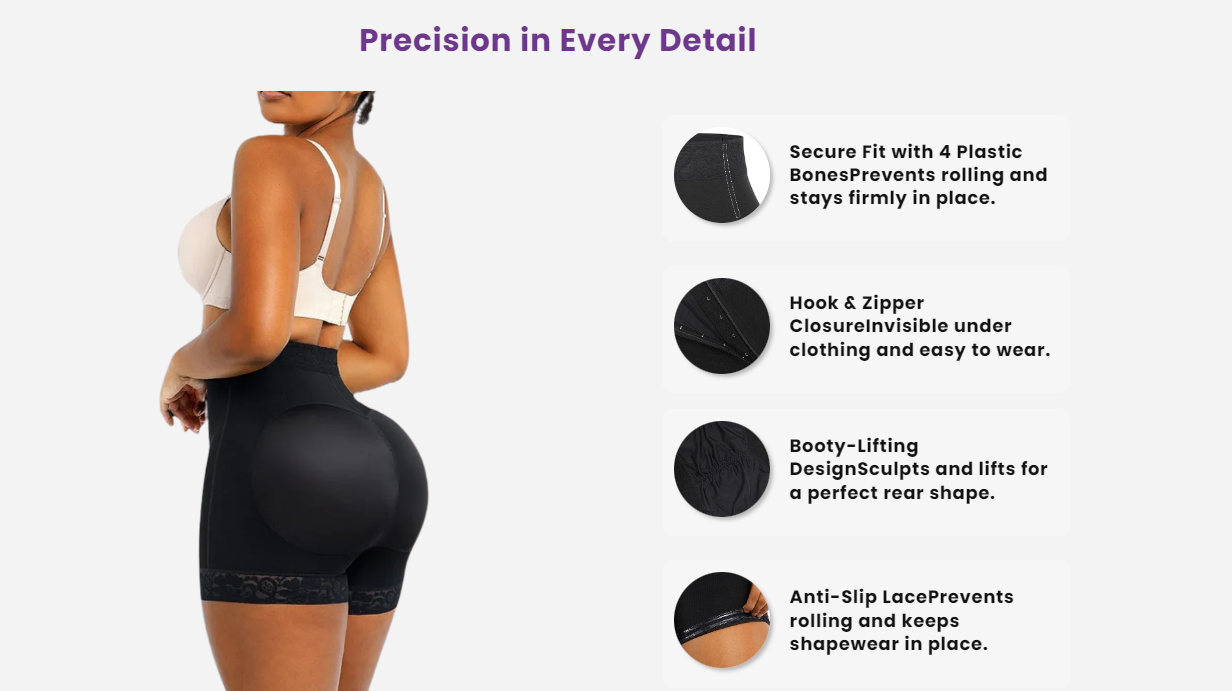 Precision in Every Detail
Secure Fit with 4 Plastic
BonesPrevents rolling and
stays firmly in place.
Hook & Zipper
ClosureInvisible under
clothing and easy to wear.
Booty-Lifting
DesignSculpts and lifts for
a perfect rear shape.
Anti-Slip LacePrevents
rolling and keeps
shapewear in place.